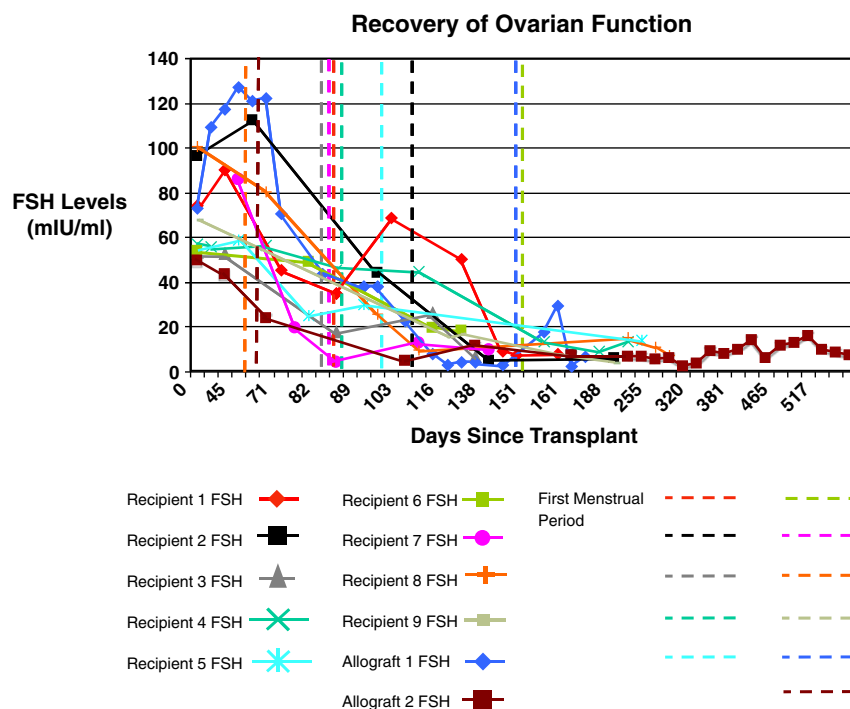 Recovery of Ovarian Function
140
120
100
80
60
40
20
0
FSH Levels
(mIU/ml)
0 45 71 82 89 103 116 138 151 161 188 255 320 381 465 517
Days Since Transplant
Recipient 1 FSH Recipient 6 FSH First Menstrual
Period
Recipient 2 FSH Recipient 7 FSH
Recipient 3 FSH Recipient 8 FSH
Recipient 4 FSH Recipient 9 FSH
Recipient 5 FSH Allograft 1 FSH
Allograft 2 FSH